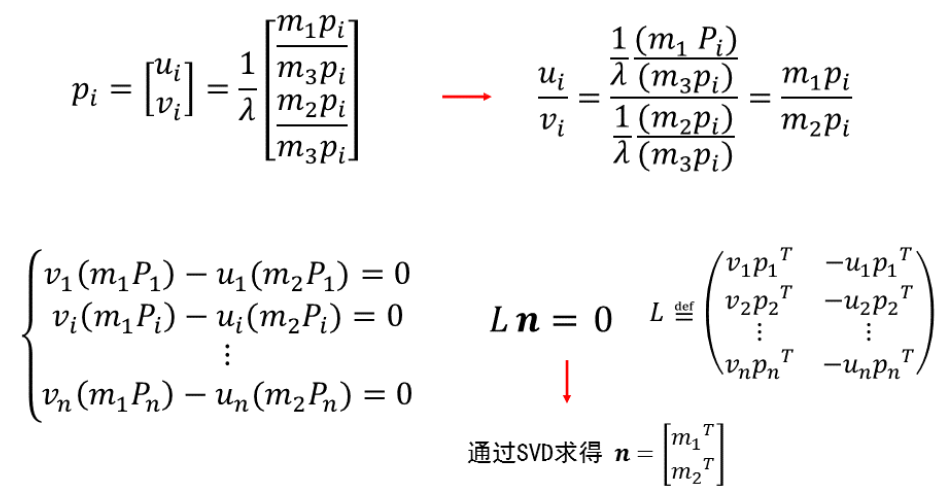 $p_i = \begin{bmatrix} u_i \\ v_i \end{bmatrix} = \frac{1}{\lambda} \begin{bmatrix} \frac{m_1 p_i}{m_3 p_i} \\ \frac{m_2 p_i}{m_3 p_i} \end{bmatrix} \longrightarrow \frac{u_i}{v_i} = \frac{\frac{1}{\lambda} \frac{(m_1 \ P_i)}{(m_3 p_i)}}{\frac{1}{\lambda} \frac{(m_2 p_i)}{(m_3 p_i)}} = \frac{m_1 p_i}{m_2 p_i}$
$\begin{cases} v_1(m_1 P_1) - u_1(m_2 P_1) = 0 \\ v_i(m_1 P_i) - u_i(m_2 P_i) = 0 \\ \vdots \\ v_n(m_1 P_n) - u_n(m_2 P_n) = 0 \end{cases}$
$L \boldsymbol{n} = 0$
$L \overset{\text{def}}{=} \begin{pmatrix} v_1 p_1{}^T & -u_1 p_1{}^T \\ v_2 p_2{}^T & -u_2 p_2{}^T \\ \vdots & \vdots \\ v_n p_n{}^T & -u_n p_n{}^T \end{pmatrix}$
通过SVD求得 $\boldsymbol{n} = \begin{bmatrix} m_1{}^T \\ m_2{}^T \end{bmatrix}$